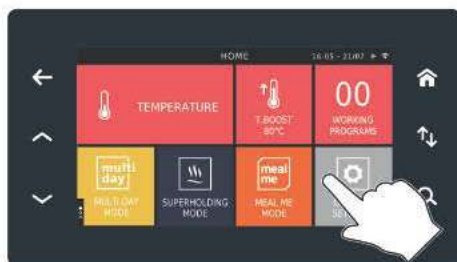 HOME
16:05 - 21/02
TEMPERATURE
T.BOOST
80°C
00
WORKING
PROGRAMS
multi
day
MULTI.DAY
MODE
SUPERHOLDING
MODE
meal
me
MEAL ME
MODE